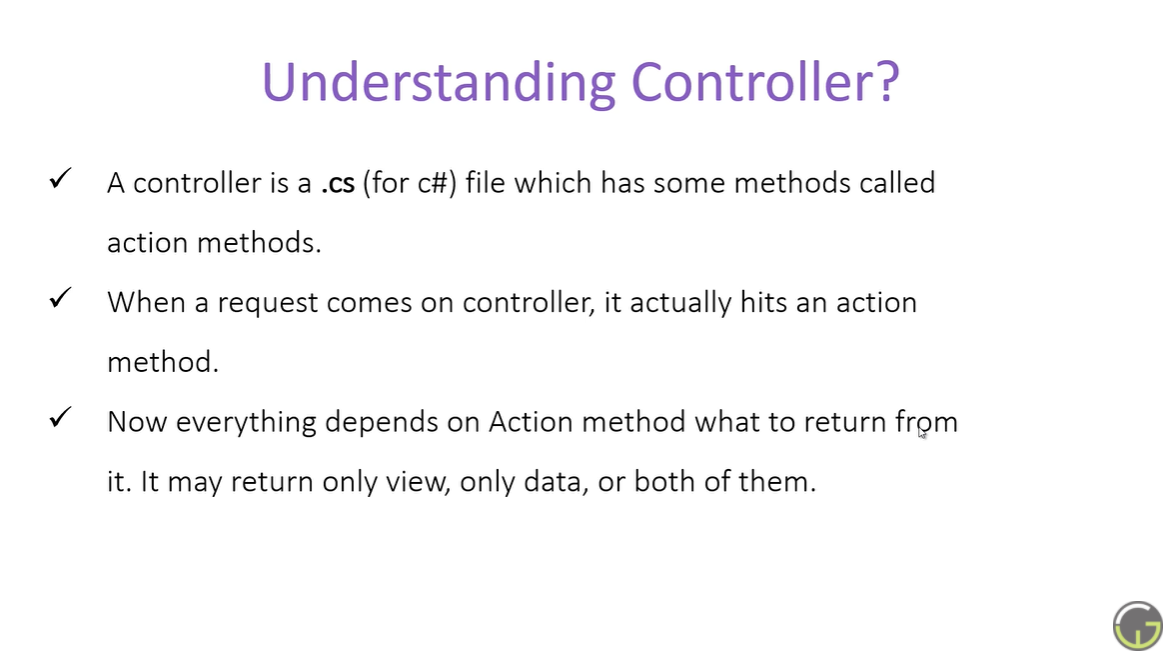 Understanding Controller?
✓ A controller is a .cs (for c#) file which has some methods called
action methods.
✓ When a request comes on controller, it actually hits an action
method.
✓ Now everything depends on Action method what to return from
it. It may return only view, only data, or both of them.